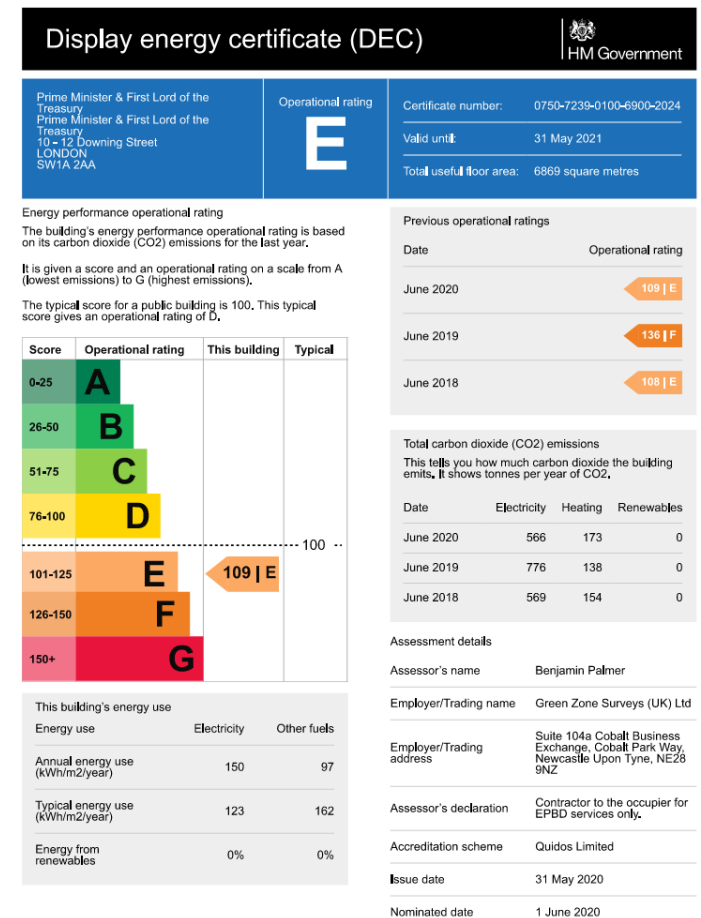 Display energy certificate (DEC)
HM Government
Prime Minister & First Lord of the
Treasury
Prime Minister & First Lord of the
Treasury
10 – 12 Downing Street
LONDON
SW1A 2AA
Operational rating
E
Certificate number: 0750-7239-0100-6900-2024
Valid until: 31 May 2021
Total useful floor area: 6869 square metres
Energy performance operational rating
The building's energy performance operational rating is based
on its carbon dioxide (CO2) emissions for the last year.
It is given a score and an operational rating on a scale from A
(lowest emissions) to G (highest emissions).
The typical score for a public building is 100. This typical
score gives an operational rating of D.
Score Operational rating This building Typical
0-25 A
26-50 B
51-75 C
76-100 D
100
101-125 E 109 | E
126-150 F
150+ G
This building's energy use
Energy use Electricity Other fuels
Annual energy use
(kWh/m2/year) 150 97
Typical energy use
(kWh/m2/year) 123 162
Energy from
renewables 0% 0%
Previous operational ratings
Date Operational rating
June 2020 109 | E
June 2019 136 | F
June 2018 108 | E
Total carbon dioxide (CO2) emissions
This tells you how much carbon dioxide the building
emits. It shows tonnes per year of CO2.
Date Electricity Heating Renewables
June 2020 566 173 0
June 2019 776 138 0
June 2018 569 154 0
Assessment details
Assessor's name Benjamin Palmer
Employer/Trading name Green Zone Surveys (UK) Ltd
Employer/Trading
address
Suite 104a Cobalt Business
Exchange, Cobalt Park Way,
Newcastle Upon Tyne, NE28
9NZ
Assessor's declaration
Contractor to the occupier for
EPBD services only.
Accreditation scheme Quidos Limited
Issue date 31 May 2020
Nominated date 1 June 2020